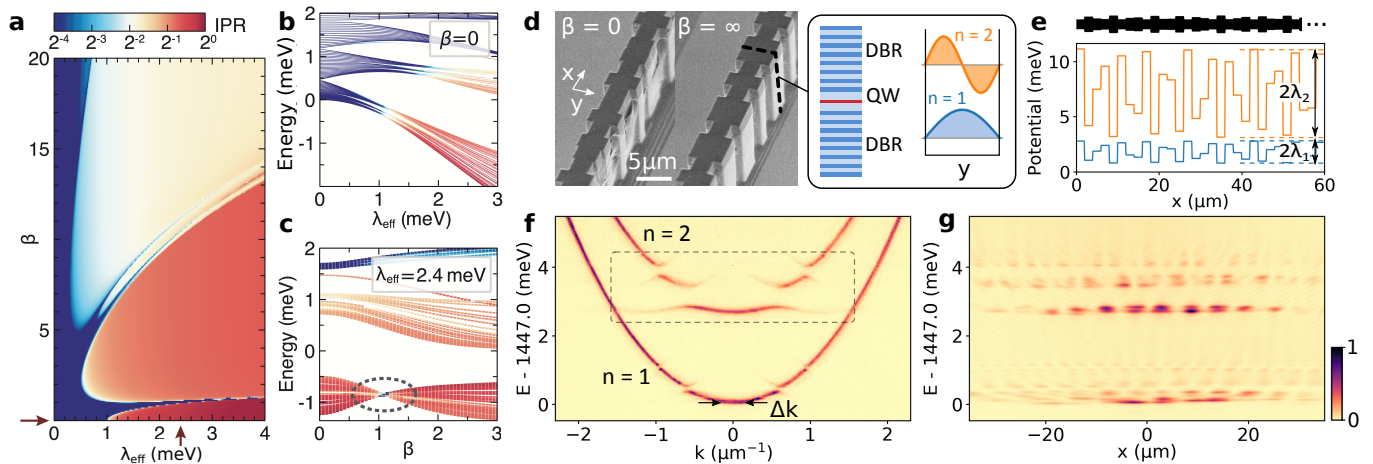 a
IPR
2⁻⁴ 2⁻³ 2⁻² 2⁻¹ 2⁰
20
15
β
5
0 1 2 3 4
λeff (meV)
b
β=0
Energy (meV)
2
1
0
-1
0 1 2 3
λeff (meV)
c
λeff=2.4 meV
Energy (meV)
2
1
0
-1
0 1 2 3
β
d
β = 0
β = ∞
x
y
5μm
DBR
QW
DBR
n = 2
n = 1
y
e
...
Potential (meV)
10
5
0
2λ₂
2λ₁
0 20 40 60
x (μm)
f
n = 2
n = 1
Δk
E - 1447.0 (meV)
4
2
0
−2 −1 0 1 2
k (μm⁻¹)
g
E - 1447.0 (meV)
4
2
0
−20 0 20
x (μm)
1
0